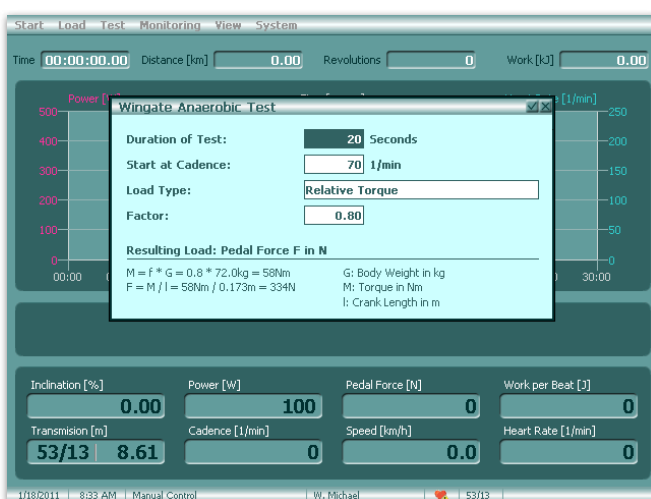 Start Load Test Monitoring View System
Time 00:00:00.00 Distance [km] 0.00 Revolutions 0 Work [kJ] 0.00
Power [
e [1/min]
500 250
Wingate Anaerobic Test
400 200
300 150
200 100
100 50
0 0
00:00 30:00
Duration of Test: 20 Seconds
Start at Cadence: 70 1/min
Load Type: Relative Torque
Factor: 0.80
Resulting Load: Pedal Force F in N
M = f * G = 0.8 * 72.0kg = 58Nm G: Body Weight in kg
F = M / l = 58Nm / 0.173m = 334N M: Torque in Nm
l: Crank Length in m
Inclination [%] Power [W] Pedal Force [N] Work per Beat [J]
0.00 100 0 0
Transmision [m] Cadence [1/min] Speed [km/h] Heart Rate [1/min]
53/13 8.61 0 0.0 0
1/18/2011 8:33 AM Manual Control W. Michael 53/13